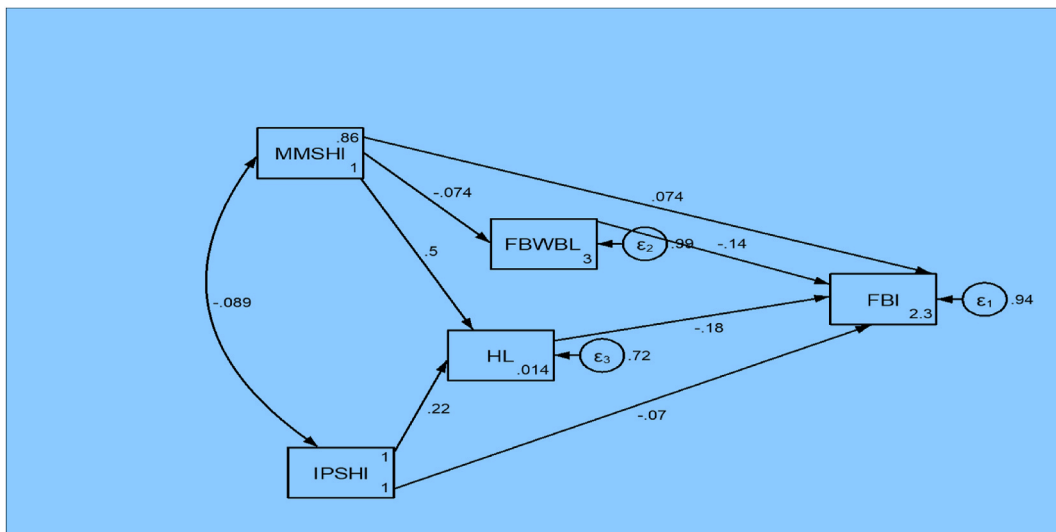 .86
MMSHI
1
-.074
.074
FBWBL
3
ε2
.99
-.14
.5
-.089
FBI
2.3
ε1
.94
HL
.014
ε3
.72
-.18
.22
-.07
IPSHI
1
1